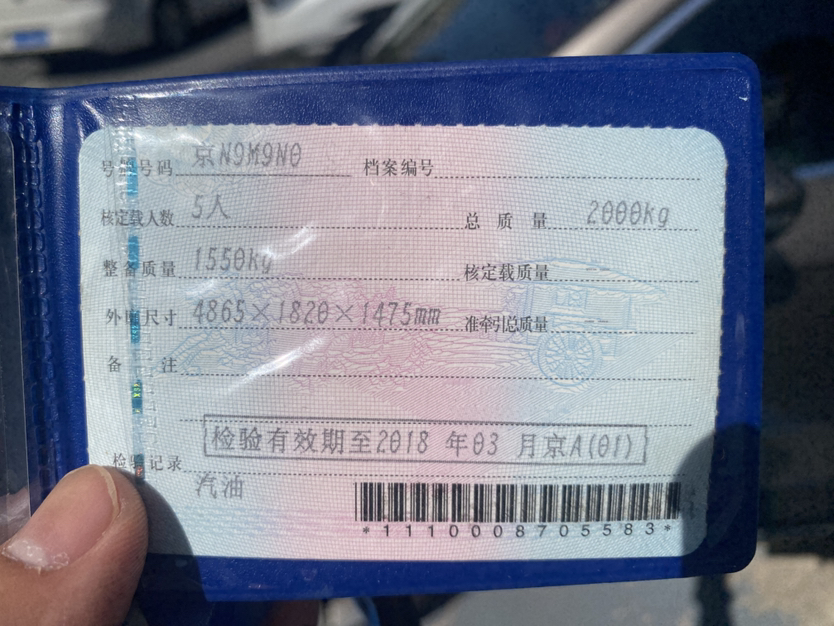 号牌号码 京N9M9N0 档案编号
核定载人数 5人 总质量 2000kg
整备质量 1550kg 核定载质量 --
外廓尺寸 4865×1820×1475mm 准牵引总质量 --
备注
检验有效期至2018 年03 月京A(01)
检验记录
汽油
*1110008705583*